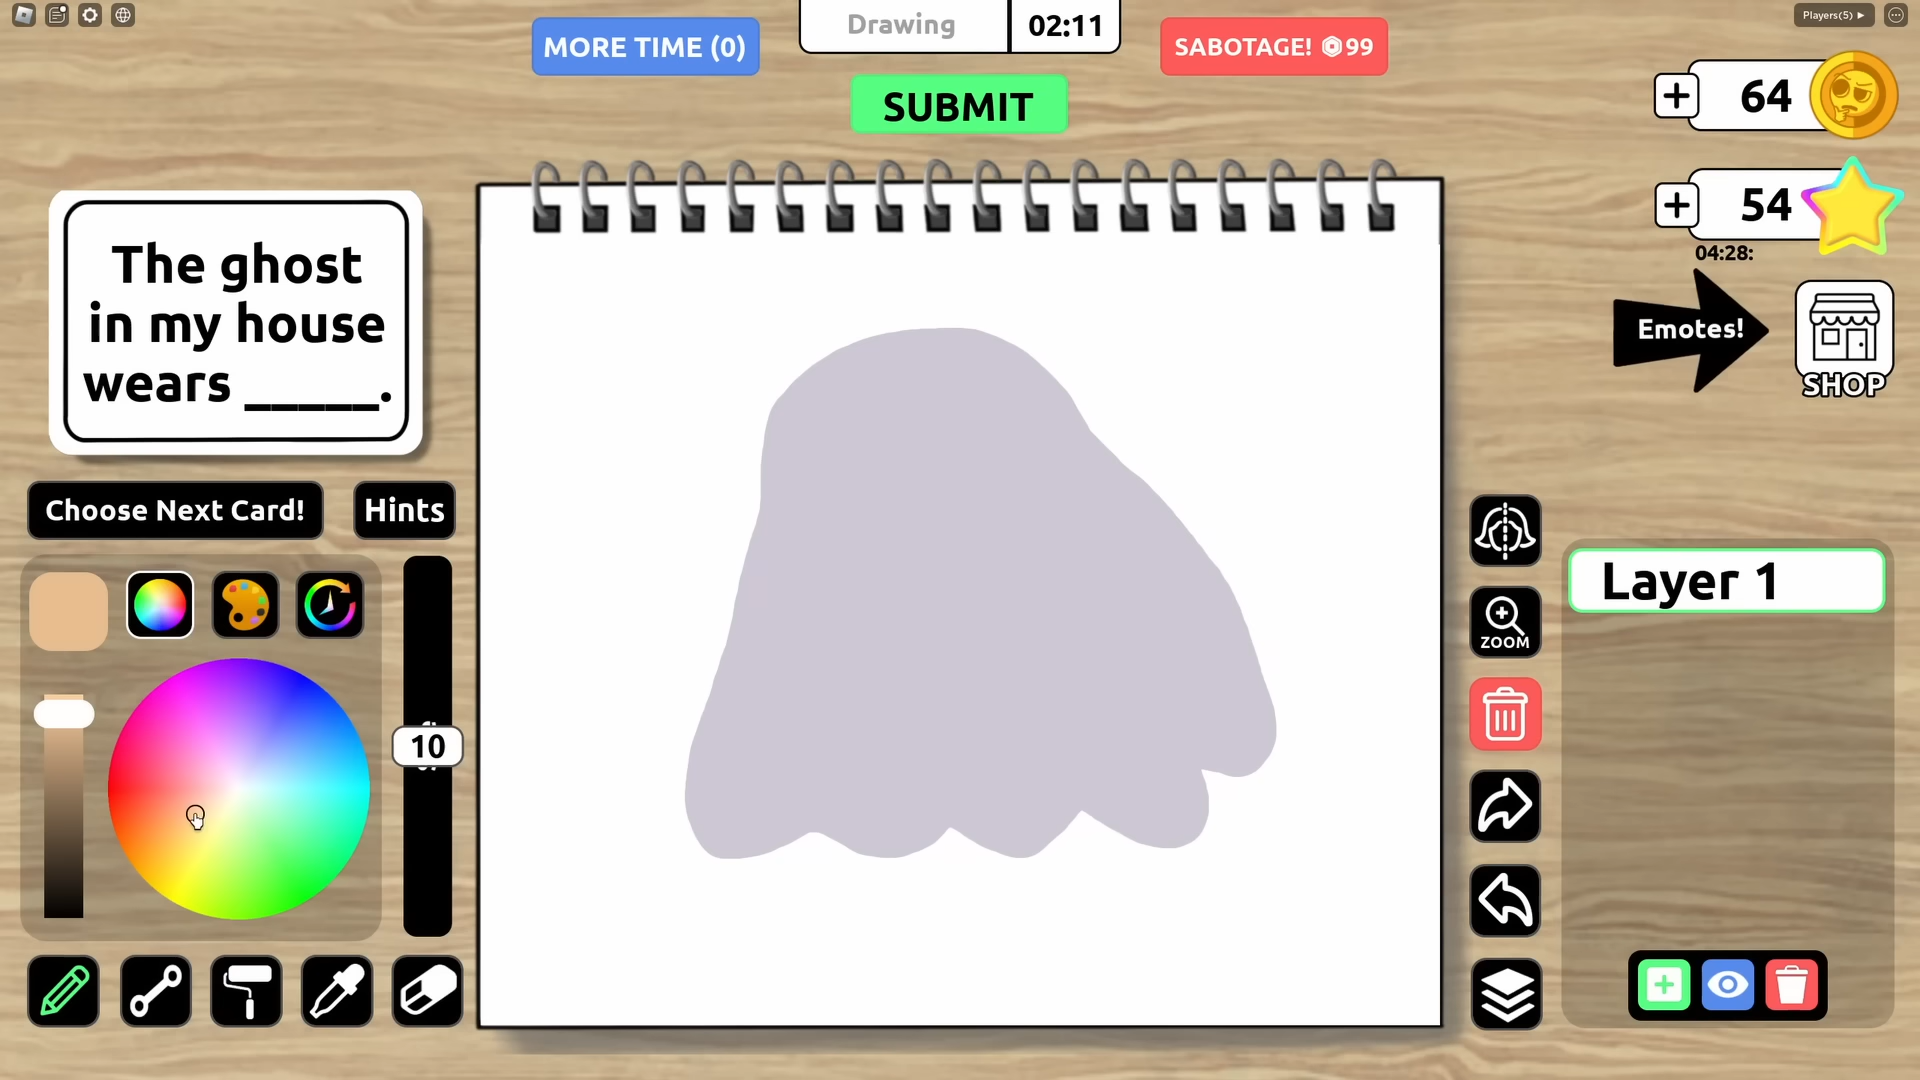 Players(5) ►
Drawing
02:11
MORE TIME (0)
SABOTAGE! 99
SUBMIT
64
54
04:28:
Emotes!
SHOP
The ghost
in my house
wears _____.
Choose Next Card!
Hints
10
ZOOM
Layer 1